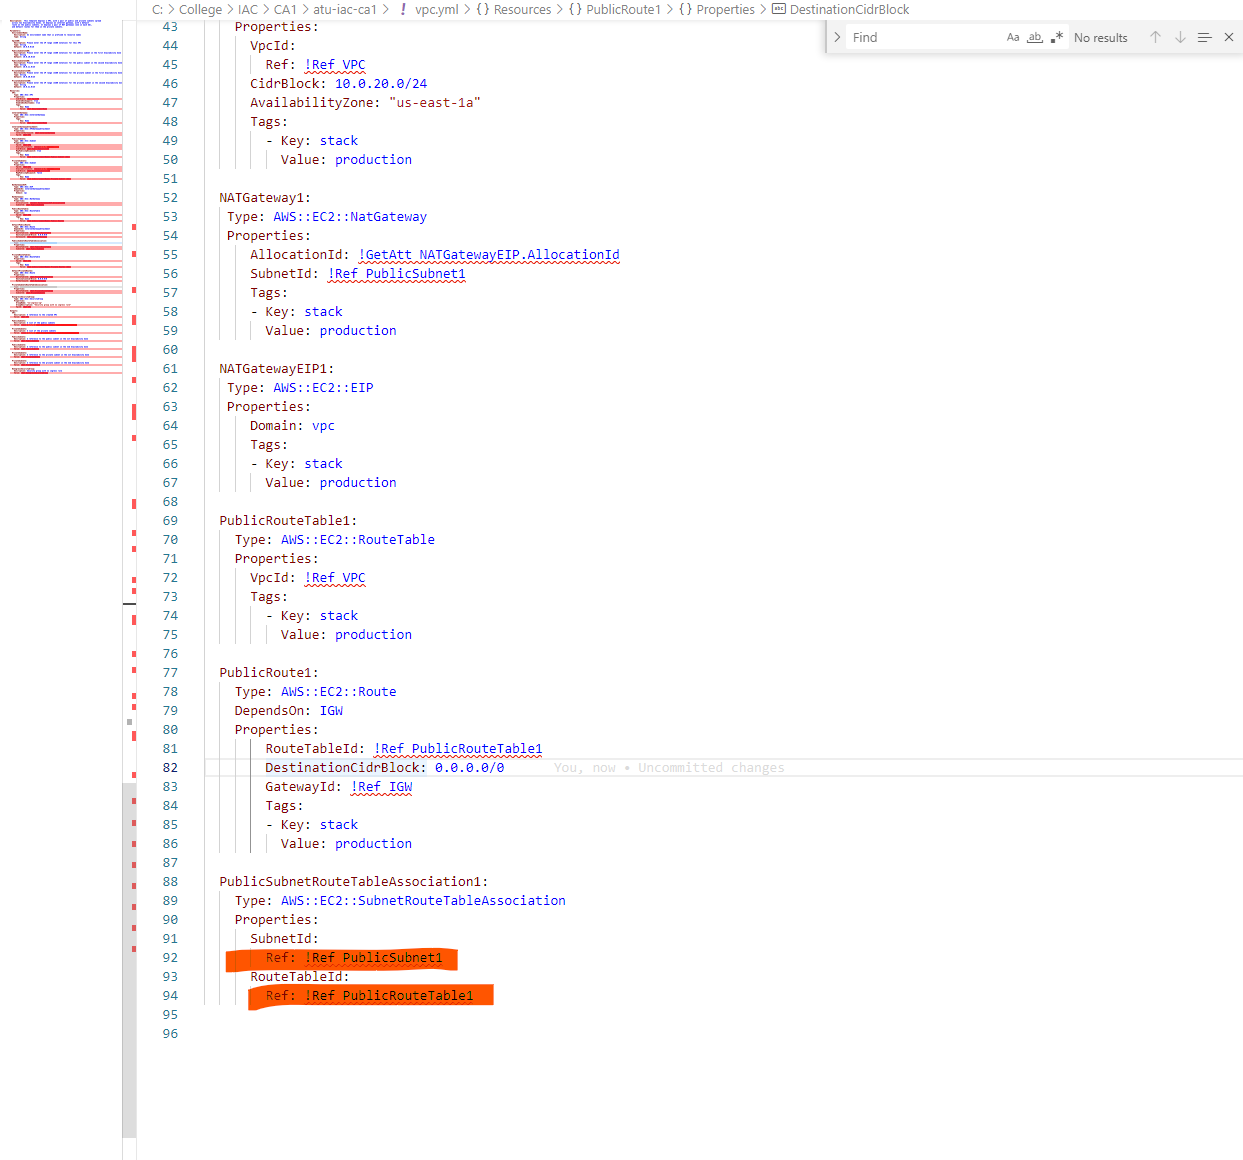 C: > College > IAC > CA1 > atu-iac-ca1 > ! vpc.yml > {} Resources > {} PublicRoute1 > {} Properties > abc DestinationCidrBlock
Find Aa ab .* No results
43 Properties:
44 VpcId:
45 Ref: !Ref VPC
46 CidrBlock: 10.0.20.0/24
47 AvailabilityZone: "us-east-1a"
48 Tags:
49 - Key: stack
50 Value: production
51
52 NATGateway1:
53 Type: AWS::EC2::NatGateway
54 Properties:
55 AllocationId: !GetAtt NATGatewayEIP.AllocationId
56 SubnetId: !Ref PublicSubnet1
57 Tags:
58 - Key: stack
59 Value: production
60
61 NATGatewayEIP1:
62 Type: AWS::EC2::EIP
63 Properties:
64 Domain: vpc
65 Tags:
66 - Key: stack
67 Value: production
68
69 PublicRouteTable1:
70 Type: AWS::EC2::RouteTable
71 Properties:
72 VpcId: !Ref VPC
73 Tags:
74 - Key: stack
75 Value: production
76
77 PublicRoute1:
78 Type: AWS::EC2::Route
79 DependsOn: IGW
80 Properties:
81 RouteTableId: !Ref PublicRouteTable1
82 DestinationCidrBlock: 0.0.0.0/0 You, now • Uncommitted changes
83 GatewayId: !Ref IGW
84 Tags:
85 - Key: stack
86 Value: production
87
88 PublicSubnetRouteTableAssociation1:
89 Type: AWS::EC2::SubnetRouteTableAssociation
90 Properties:
91 SubnetId:
92 Ref: !Ref PublicSubnet1
93 RouteTableId:
94 Ref: !Ref PublicRouteTable1
95
96